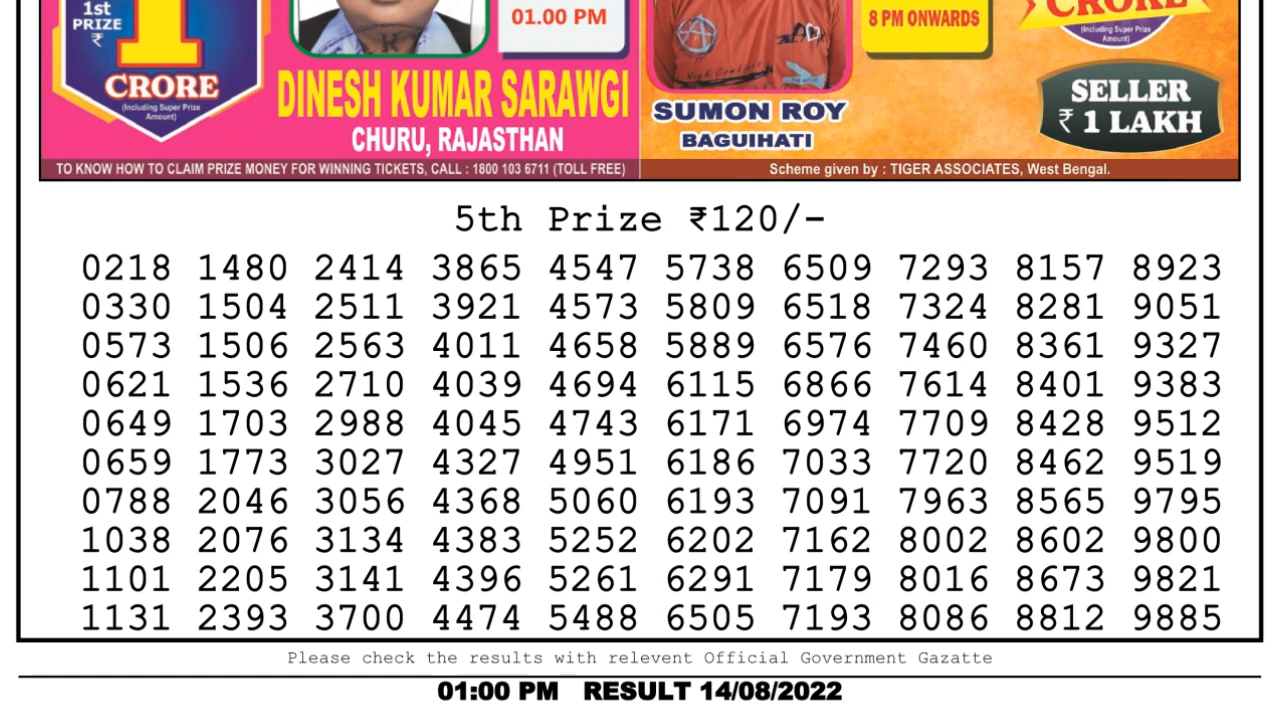 1st
PRIZE
₹
1
CRORE
(Including Super Prize
Amount)
01.00 PM
DINESH KUMAR SARAWGI
CHURU, RAJASTHAN
SUMON ROY
BAGUIHATI
8 PM ONWARDS
CRORE
(Including Super Prize
Amount)
SELLER
₹ 1 LAKH
TO KNOW HOW TO CLAIM PRIZE MONEY FOR WINNING TICKETS, CALL : 1800 103 6711 (TOLL FREE)
Scheme given by : TIGER ASSOCIATES, West Bengal.
5th Prize ₹120/-
0218 1480 2414 3865 4547 5738 6509 7293 8157 8923
0330 1504 2511 3921 4573 5809 6518 7324 8281 9051
0573 1506 2563 4011 4658 5889 6576 7460 8361 9327
0621 1536 2710 4039 4694 6115 6866 7614 8401 9383
0649 1703 2988 4045 4743 6171 6974 7709 8428 9512
0659 1773 3027 4327 4951 6186 7033 7720 8462 9519
0788 2046 3056 4368 5060 6193 7091 7963 8565 9795
1038 2076 3134 4383 5252 6202 7162 8002 8602 9800
1101 2205 3141 4396 5261 6291 7179 8016 8673 9821
1131 2393 3700 4474 5488 6505 7193 8086 8812 9885
Please check the results with relevent Official Government Gazatte
01:00 PM RESULT 14/08/2022